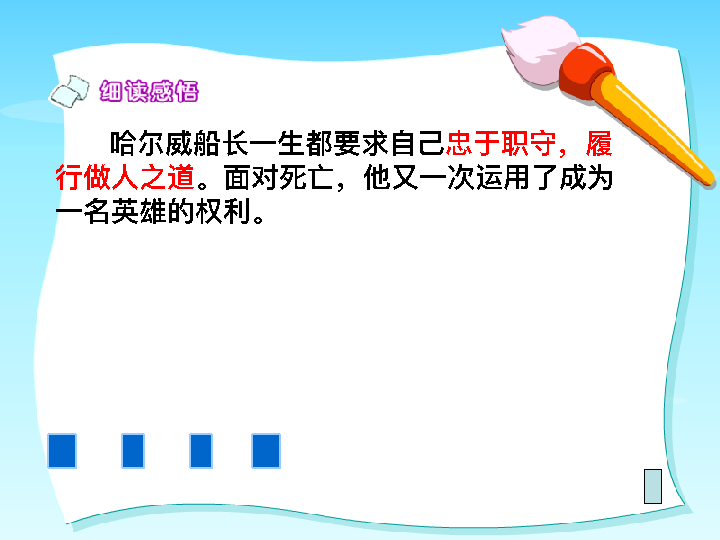 细读感悟
哈尔威船长一生都要求自己忠于职守，履
行做人之道。面对死亡，他又一次运用了成为
一名英雄的权利。